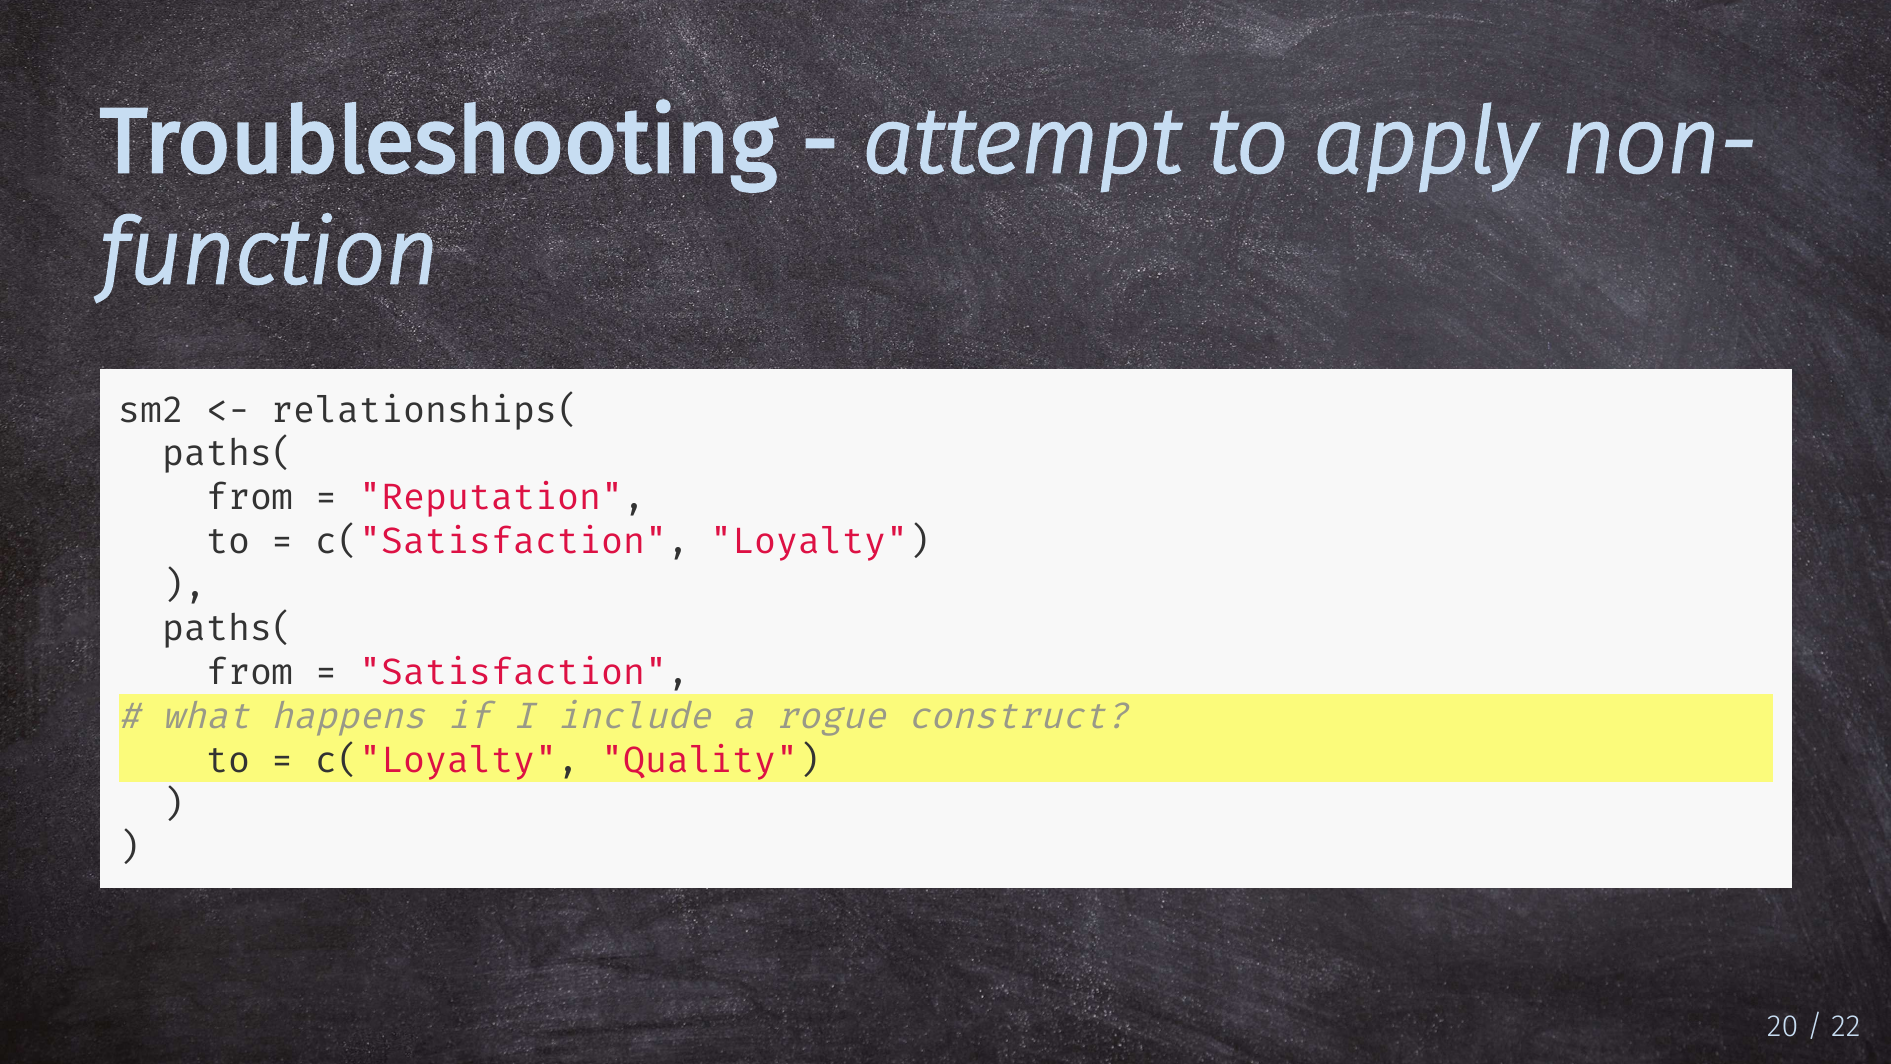 Troubleshooting - attempt to apply non-
function
sm2 <- relationships(
  paths(
    from = "Reputation",
    to = c("Satisfaction", "Loyalty")
  ),
  paths(
    from = "Satisfaction",
# what happens if I include a rogue construct?
    to = c("Loyalty", "Quality")
  )
)
20 / 22